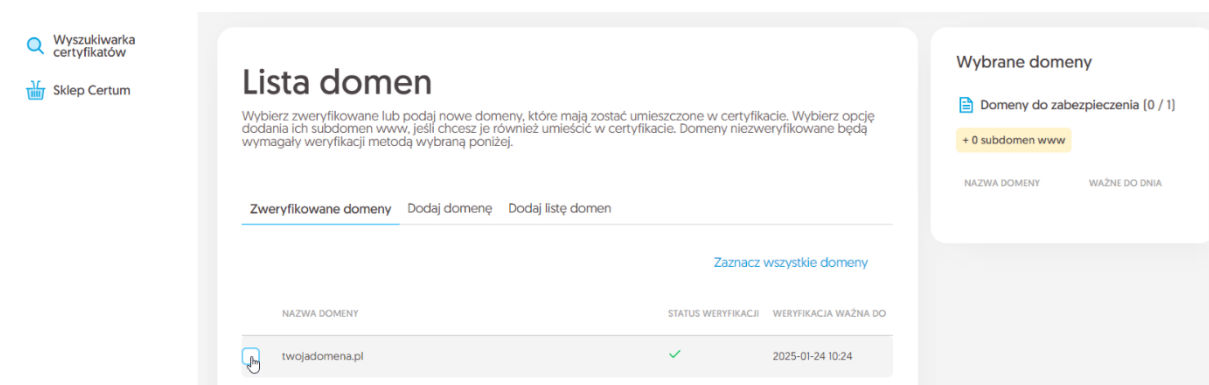 Wyszukiwarka
certyfikatów
Sklep Certum
Lista domen
Wybierz zweryfikowane lub podaj nowe domeny, które mają zostać umieszczone w certyfikacie. Wybierz opcję
dodania ich subdomen www, jeśli chcesz je również umieścić w certyfikacie. Domeny niezweryfikowane będą
wymagały weryfikacji metodą wybraną poniżej.
Zweryfikowane domeny Dodaj domenę Dodaj listę domen
Zaznacz wszystkie domeny
NAZWA DOMENY STATUS WERYFIKACJI WERYFIKACJA WAŻNA DO
twojadomena.pl 2025-01-24 10:24
Wybrane domeny
Domeny do zabezpieczenia (0 / 1)
+ 0 subdomen www
NAZWA DOMENY WAŻNE DO DNIA